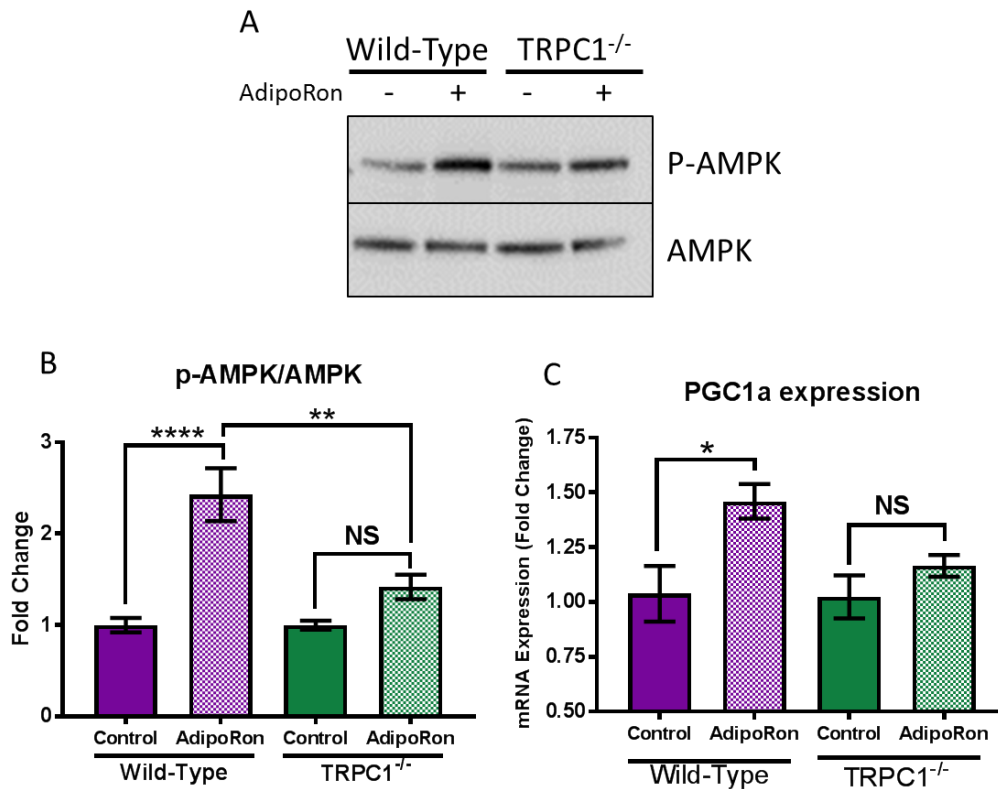 A
Wild-Type TRPC1-/-
AdipoRon - + - +
P-AMPK
AMPK
B
p-AMPK/AMPK
Fold Change
3
2
1
0
****
**
NS
Control AdipoRon Control AdipoRon
Wild-Type TRPC1-/-
C
PGC1a expression
mRNA Expression (Fold Change)
1.75
1.50
1.25
1.00
0.75
0.50
*
NS
Control AdipoRon Control AdipoRon
Wild-Type TRPC1-/-